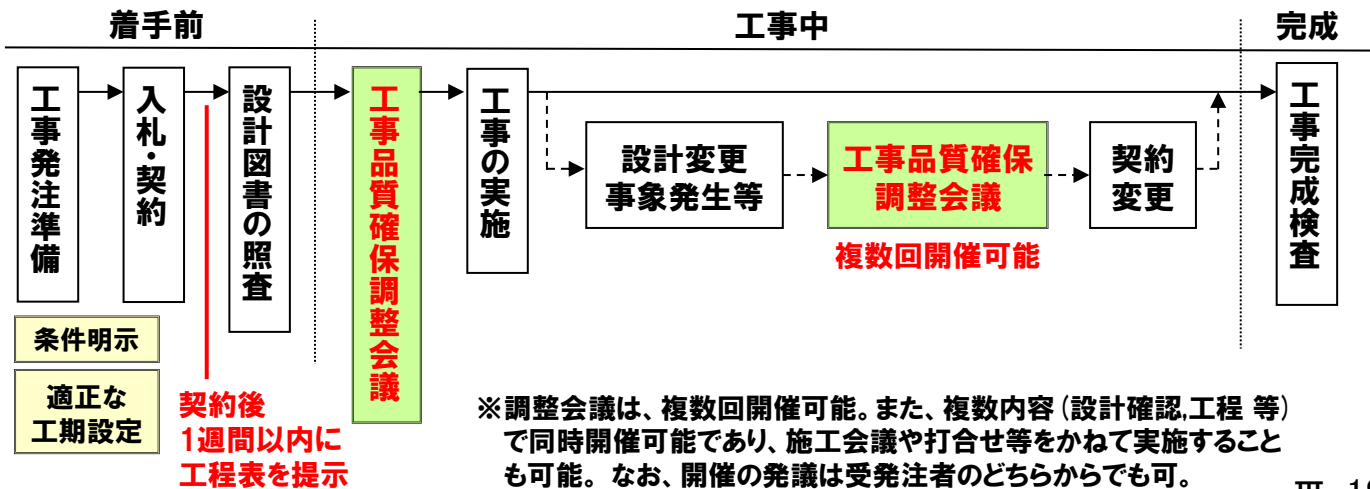 着手前
工事中
完成
工事発注準備
入札・契約
設計図書の照査
工事品質確保調整会議
工事の実施
設計変更
事象発生等
工事品質確保
調整会議
複数回開催可能
契約
変更
工事完成検査
条件明示
適正な
工期設定
契約後
1週間以内に
工程表を提示
※調整会議は、複数回開催可能。また、複数内容(設計確認,工程 等)
で同時開催可能であり、施工会議や打合せ等をかねて実施すること
も可能。なお、開催の発議は受発注者のどちらからでも可。